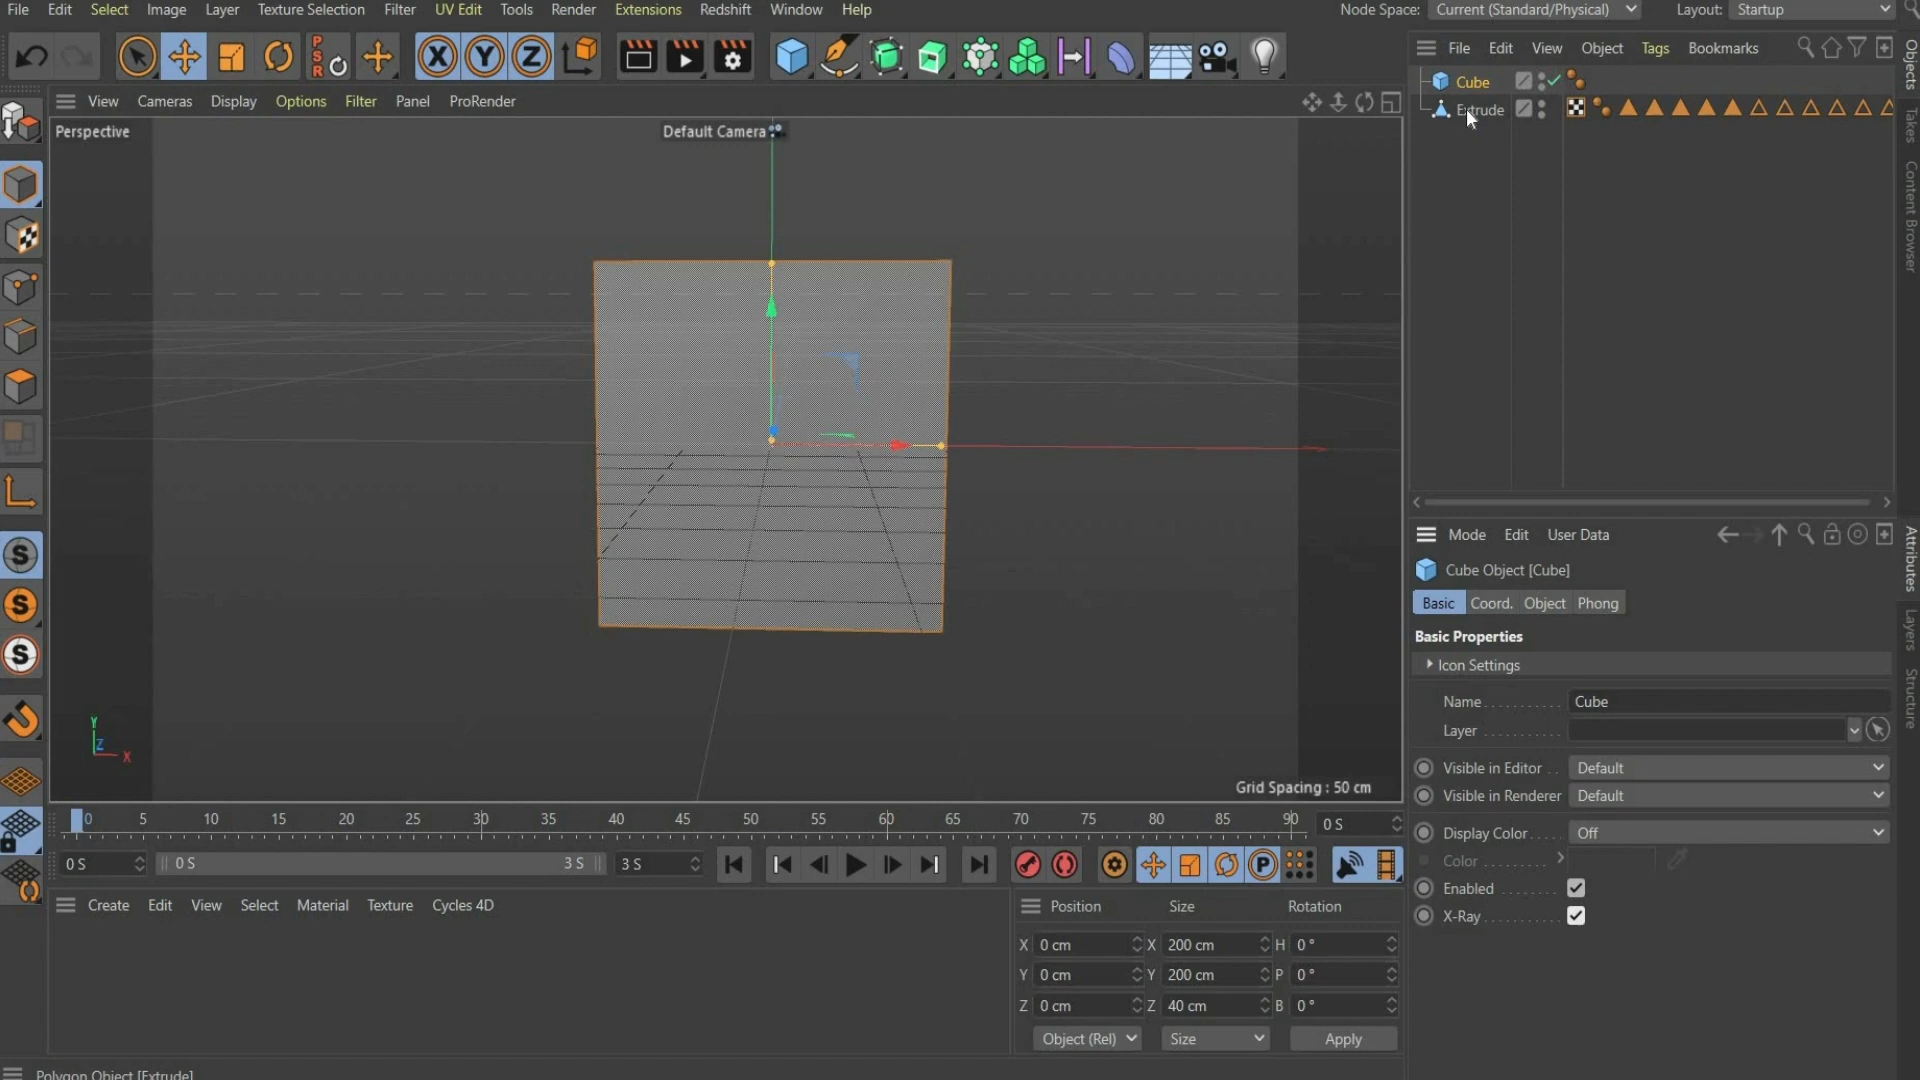 File Edit Select Image Layer Texture Selection Filter UV Edit Tools Render Extensions Redshift Window Help Node Space: Current (Standard/Physical) Layout: Startup
X Y Z
P
S
R
File Edit View Object Tags Bookmarks
Cube
Extrude
View Cameras Display Options Filter Panel ProRender
Perspective
Default Camera
Objects
Takes
Content Browser
Y
Z
X
Grid Spacing : 50 cm
S
S
S
Mode Edit User Data
Cube Object [Cube]
Basic Coord. Object Phong
Basic Properties
Icon Settings
Name Cube
Layer
Visible in Editor Default
Visible in Renderer Default
Display Color Off
Color
Enabled
X-Ray
Attributes
Layers
Structure
0 5 10 15 20 25 30 35 40 45 50 55 60 65 70 75 80 85 90 0 S
0 S 0 S 3 S 3 S P
Create Edit View Select Material Texture Cycles 4D
Position Size Rotation
X 0 cm X 200 cm H 0 °
Y 0 cm Y 200 cm P 0 °
Z 0 cm Z 40 cm B 0 °
Object (Rel) Size Apply
Polygon Object [Extrude]